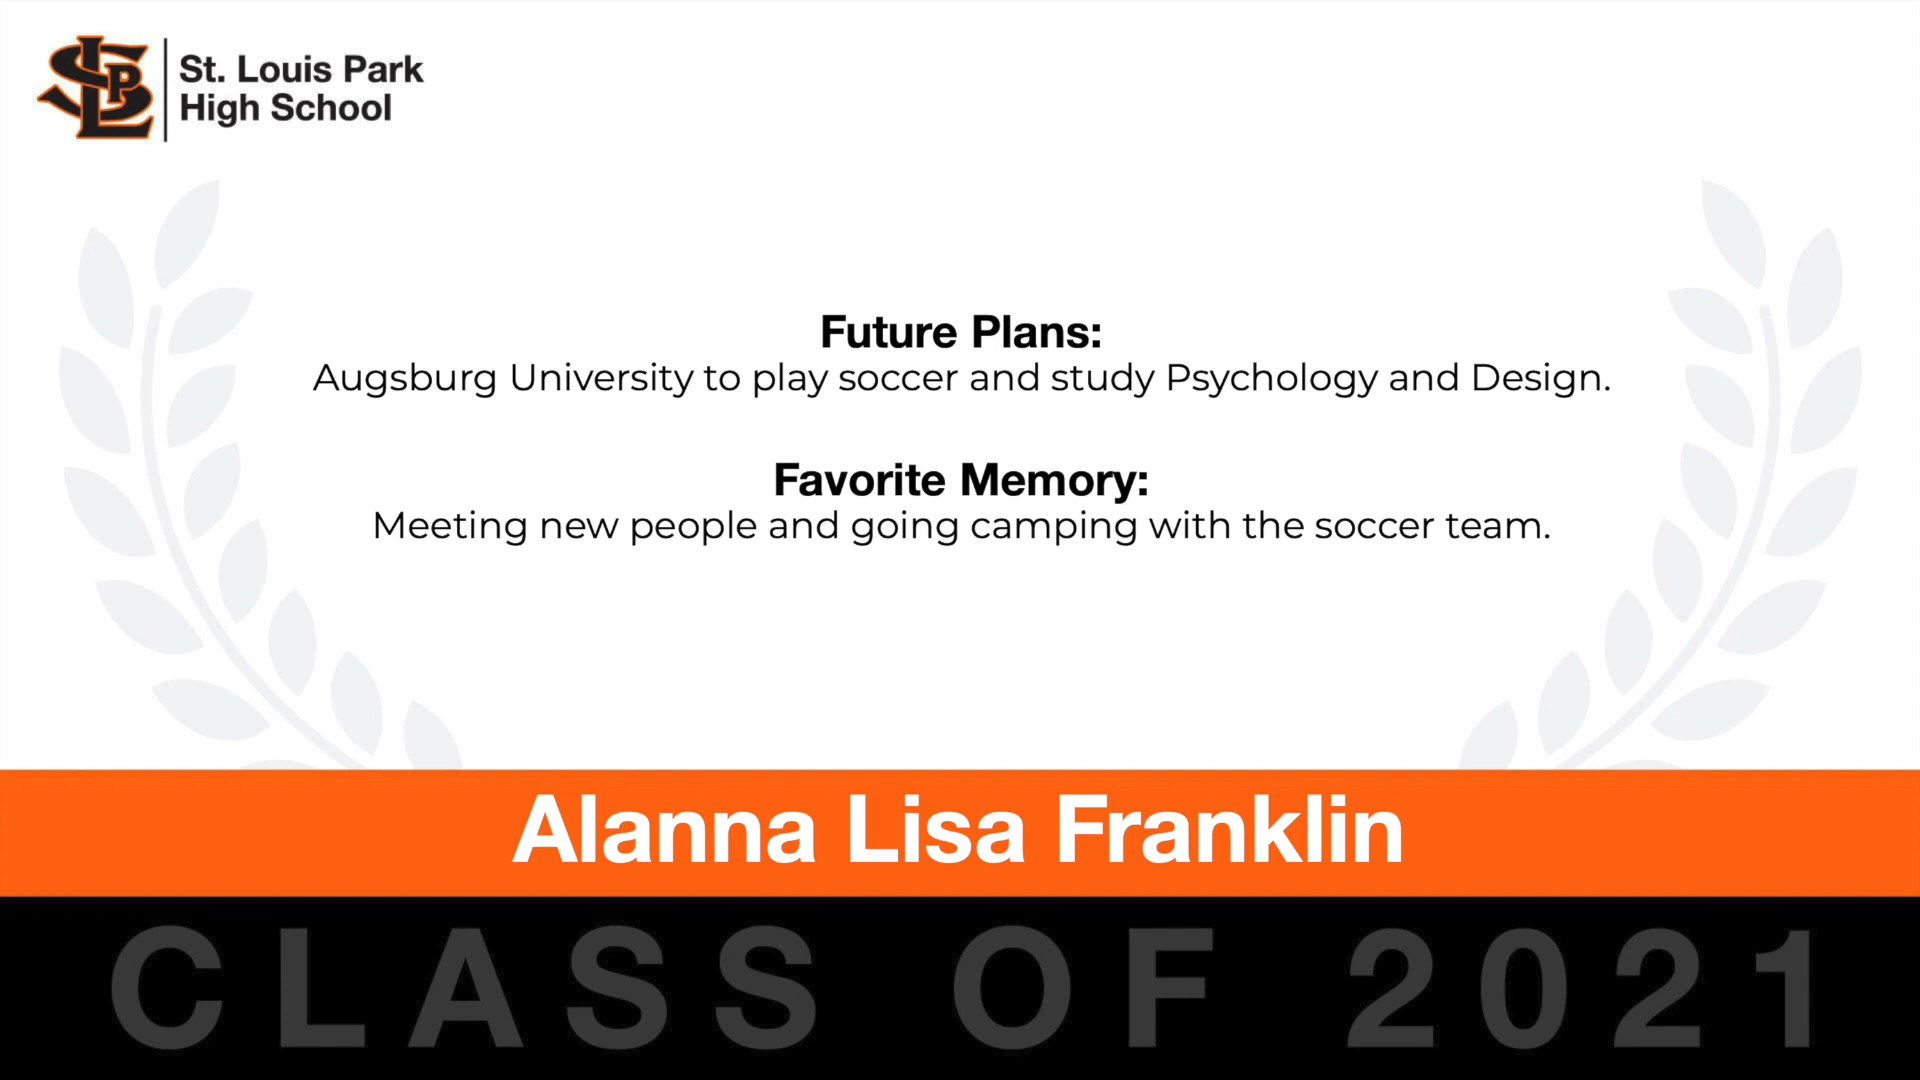 SLP
St. Louis Park
High School
Future Plans:
Augsburg University to play soccer and study Psychology and Design.
Favorite Memory:
Meeting new people and going camping with the soccer team.
Alanna Lisa Franklin
CLASS OF 2021